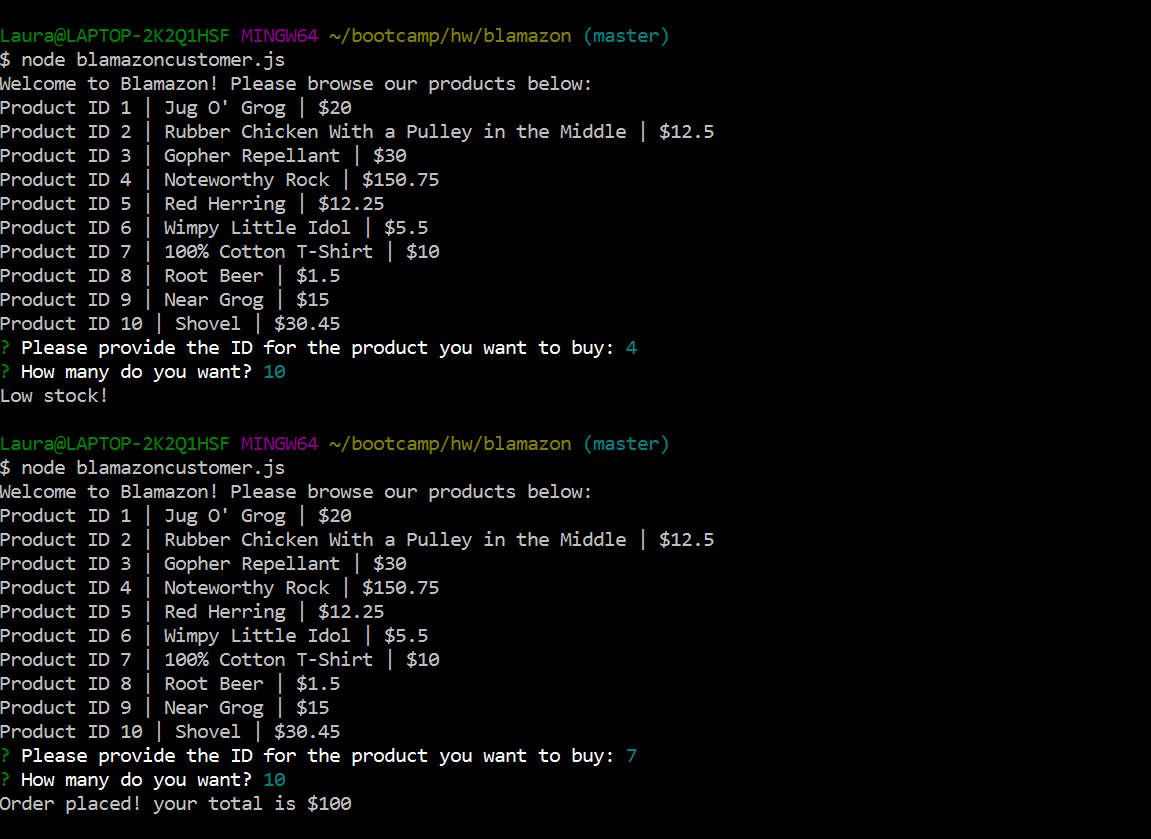 Laura@LAPTOP-2K2Q1HSF MINGW64 ~/bootcamp/hw/blamazon (master)
$ node blamazoncustomer.js
Welcome to Blamazon! Please browse our products below:
Product ID 1 | Jug O' Grog | $20
Product ID 2 | Rubber Chicken With a Pulley in the Middle | $12.5
Product ID 3 | Gopher Repellant | $30
Product ID 4 | Noteworthy Rock | $150.75
Product ID 5 | Red Herring | $12.25
Product ID 6 | Wimpy Little Idol | $5.5
Product ID 7 | 100% Cotton T-Shirt | $10
Product ID 8 | Root Beer | $1.5
Product ID 9 | Near Grog | $15
Product ID 10 | Shovel | $30.45
? Please provide the ID for the product you want to buy: 4
? How many do you want? 10
Low stock!
Laura@LAPTOP-2K2Q1HSF MINGW64 ~/bootcamp/hw/blamazon (master)
$ node blamazoncustomer.js
Welcome to Blamazon! Please browse our products below:
Product ID 1 | Jug O' Grog | $20
Product ID 2 | Rubber Chicken With a Pulley in the Middle | $12.5
Product ID 3 | Gopher Repellant | $30
Product ID 4 | Noteworthy Rock | $150.75
Product ID 5 | Red Herring | $12.25
Product ID 6 | Wimpy Little Idol | $5.5
Product ID 7 | 100% Cotton T-Shirt | $10
Product ID 8 | Root Beer | $1.5
Product ID 9 | Near Grog | $15
Product ID 10 | Shovel | $30.45
? Please provide the ID for the product you want to buy: 7
? How many do you want? 10
Order placed! your total is $100